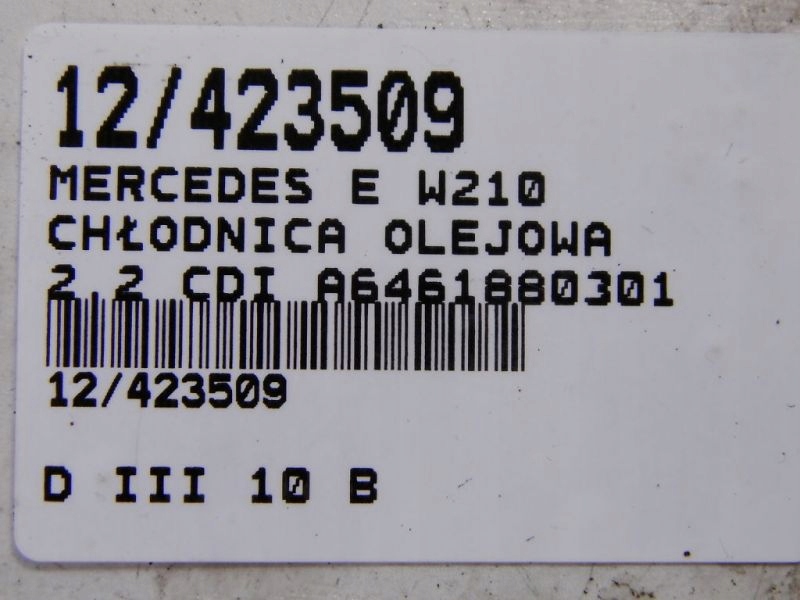 12/423509
MERCEDES E W210
CHŁODNICA OLEJOWA
2.2 CDI A6461880301
12/423509
D III 10 B